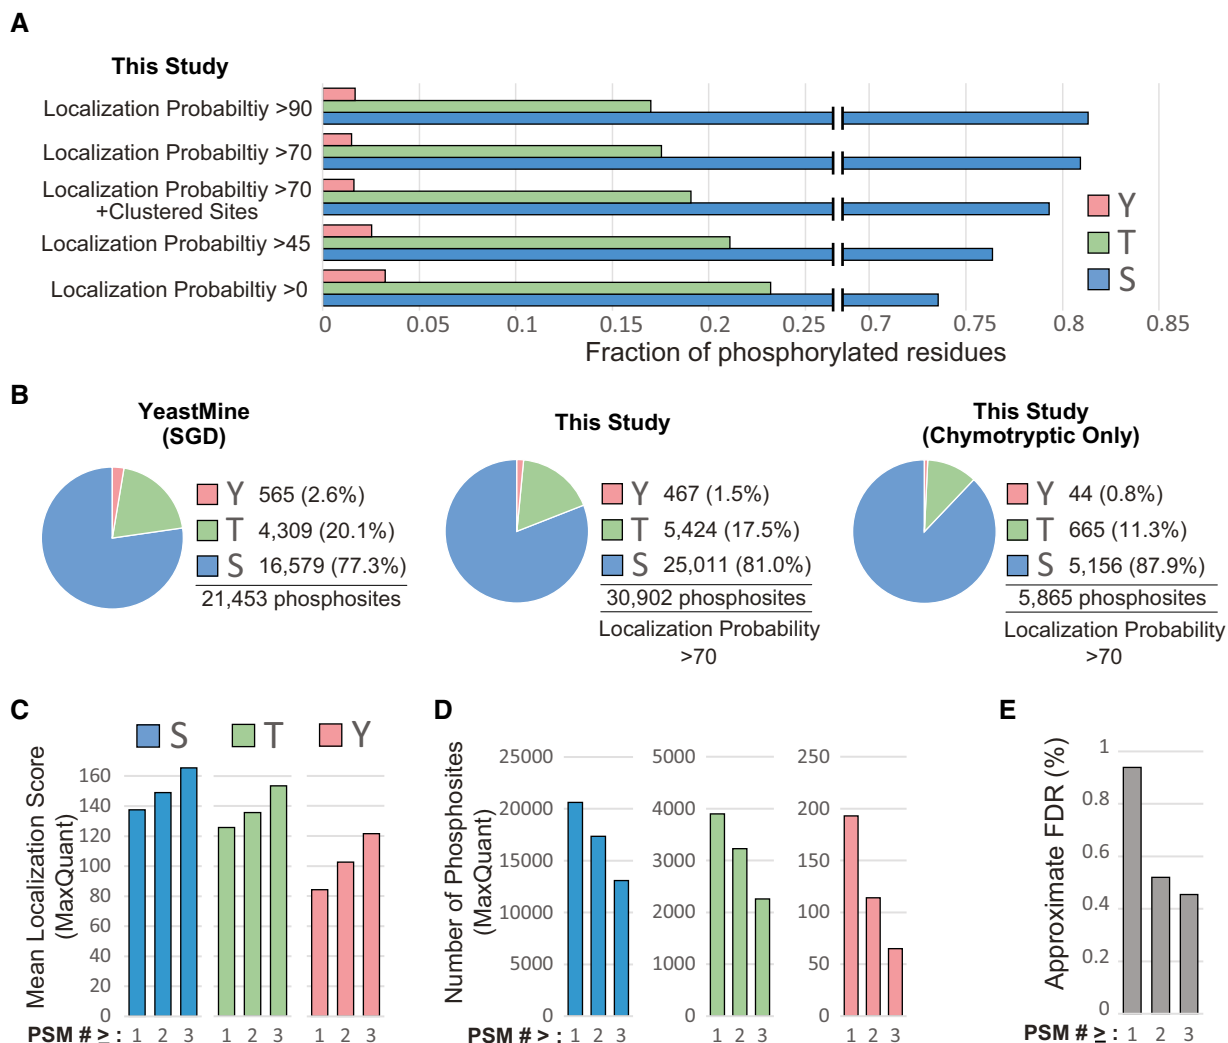 A
This Study
Localization Probabiltiy >90
Localization Probabiltiy >70
Localization Probabiltiy >70
+Clustered Sites
Localization Probabiltiy >45
Localization Probabiltiy >0
Y
T
S
0 0.05 0.1 0.15 0.2 0.25 0.7 0.75 0.8 0.85
Fraction of phosphorylated residues
B
YeastMine
(SGD)
Y 565 (2.6%)
T 4,309 (20.1%)
S 16,579 (77.3%)
21,453 phosphosites
This Study
Y 467 (1.5%)
T 5,424 (17.5%)
S 25,011 (81.0%)
30,902 phosphosites
Localization Probability
>70
This Study
(Chymotryptic Only)
Y 44 (0.8%)
T 665 (11.3%)
S 5,156 (87.9%)
5,865 phosphosites
Localization Probability
>70
C
S T Y
Mean Localization Score
(MaxQuant)
160
140
120
100
80
60
40
20
0
PSM # ≥ : 1 2 3 1 2 3 1 2 3
D
Number of Phosphosites
(MaxQuant)
25000
20000
15000
10000
5000
0
5000
4000
3000
2000
1000
0
250
200
150
100
50
0
PSM # > : 1 2 3 1 2 3 1 2 3
E
Approximate FDR (%)
1
0.8
0.6
0.4
0.2
0
PSM # ≥ : 1 2 3